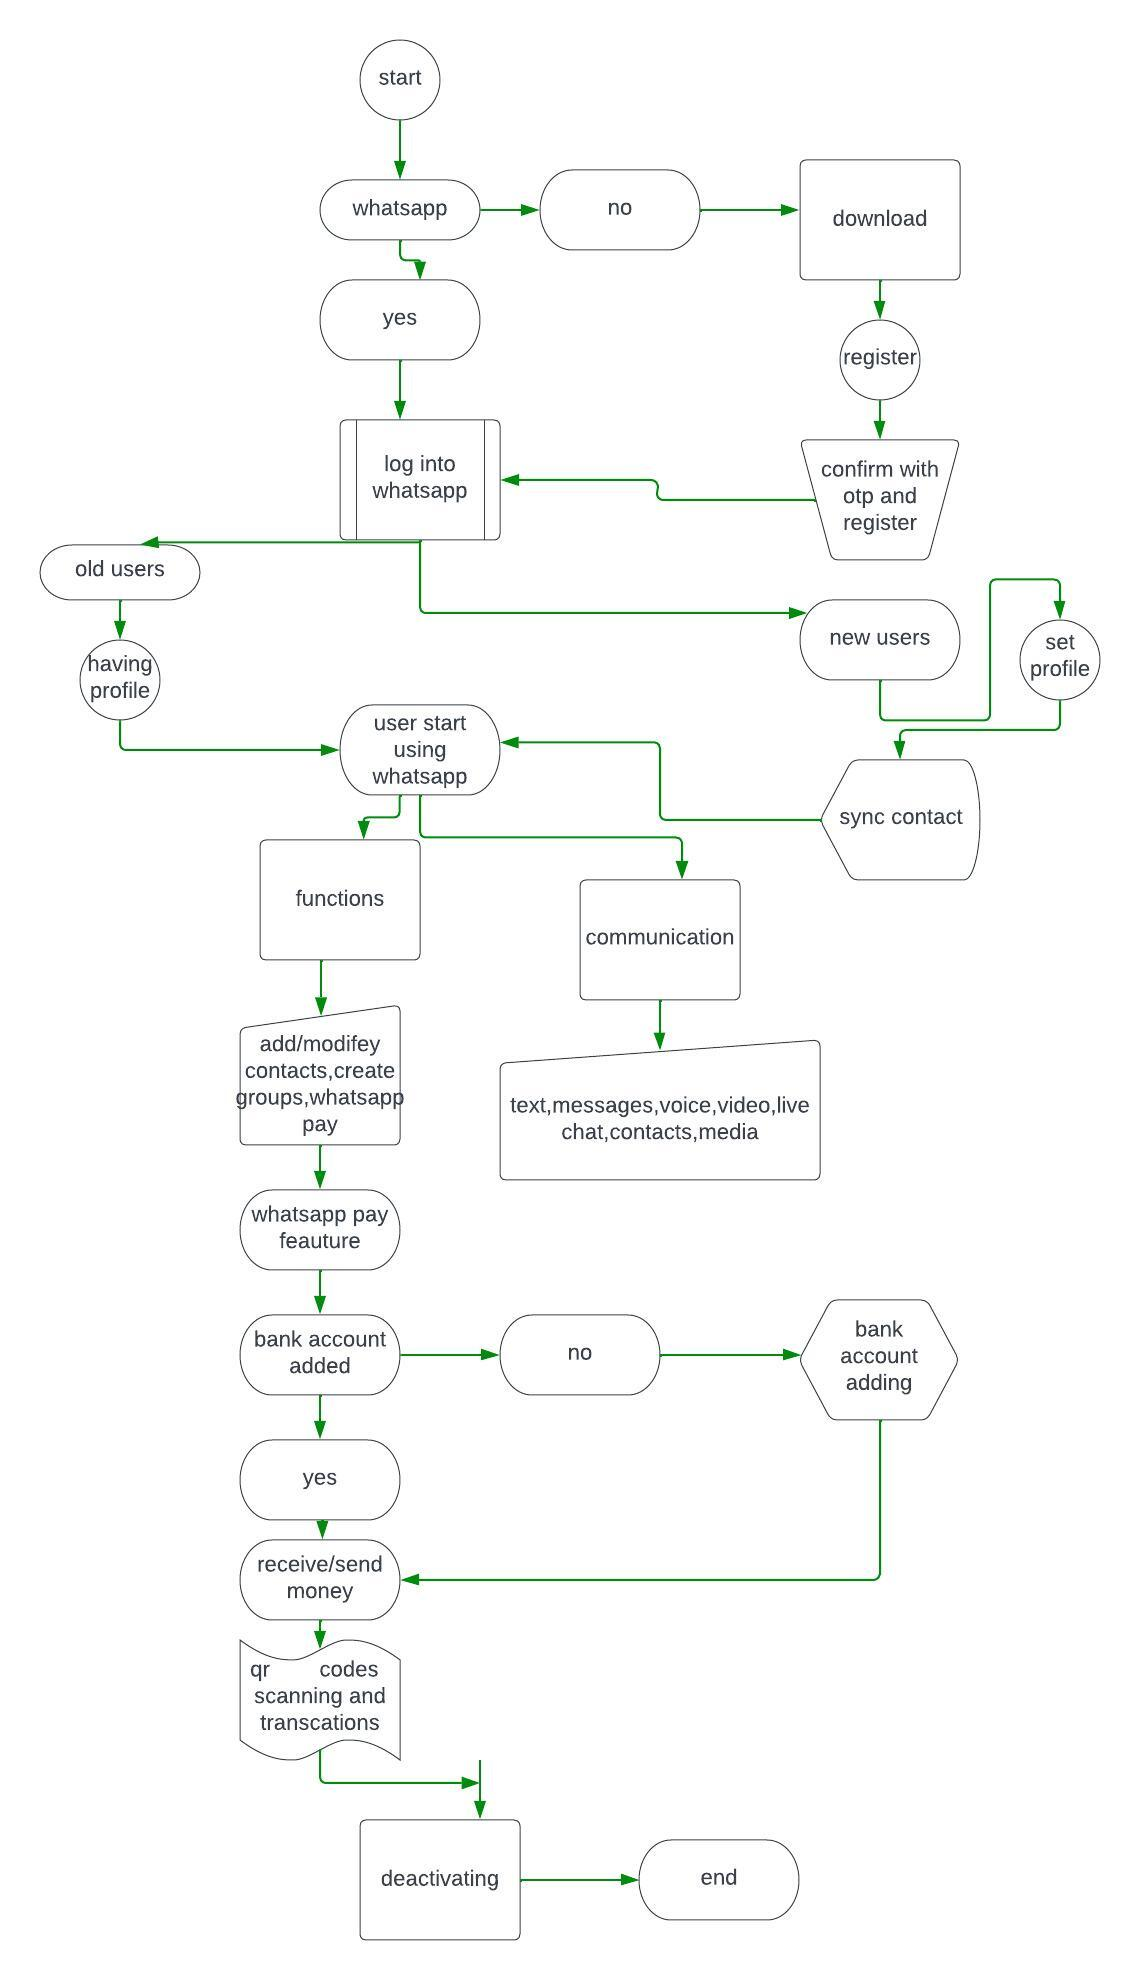 start
whatsapp
no
download
yes
register
log into
whatsapp
confirm with
otp and
register
old users
new users
set
profile
having
profile
user start
using
whatsapp
sync contact
functions
communication
add/modifey
contacts,create
groups,whatsapp
pay
text,messages,voice,video,live
chat,contacts,media
whatsapp pay
feauture
bank account
added
no
bank
account
adding
yes
receive/send
money
qr codes
scanning and
transcations
deactivating
end